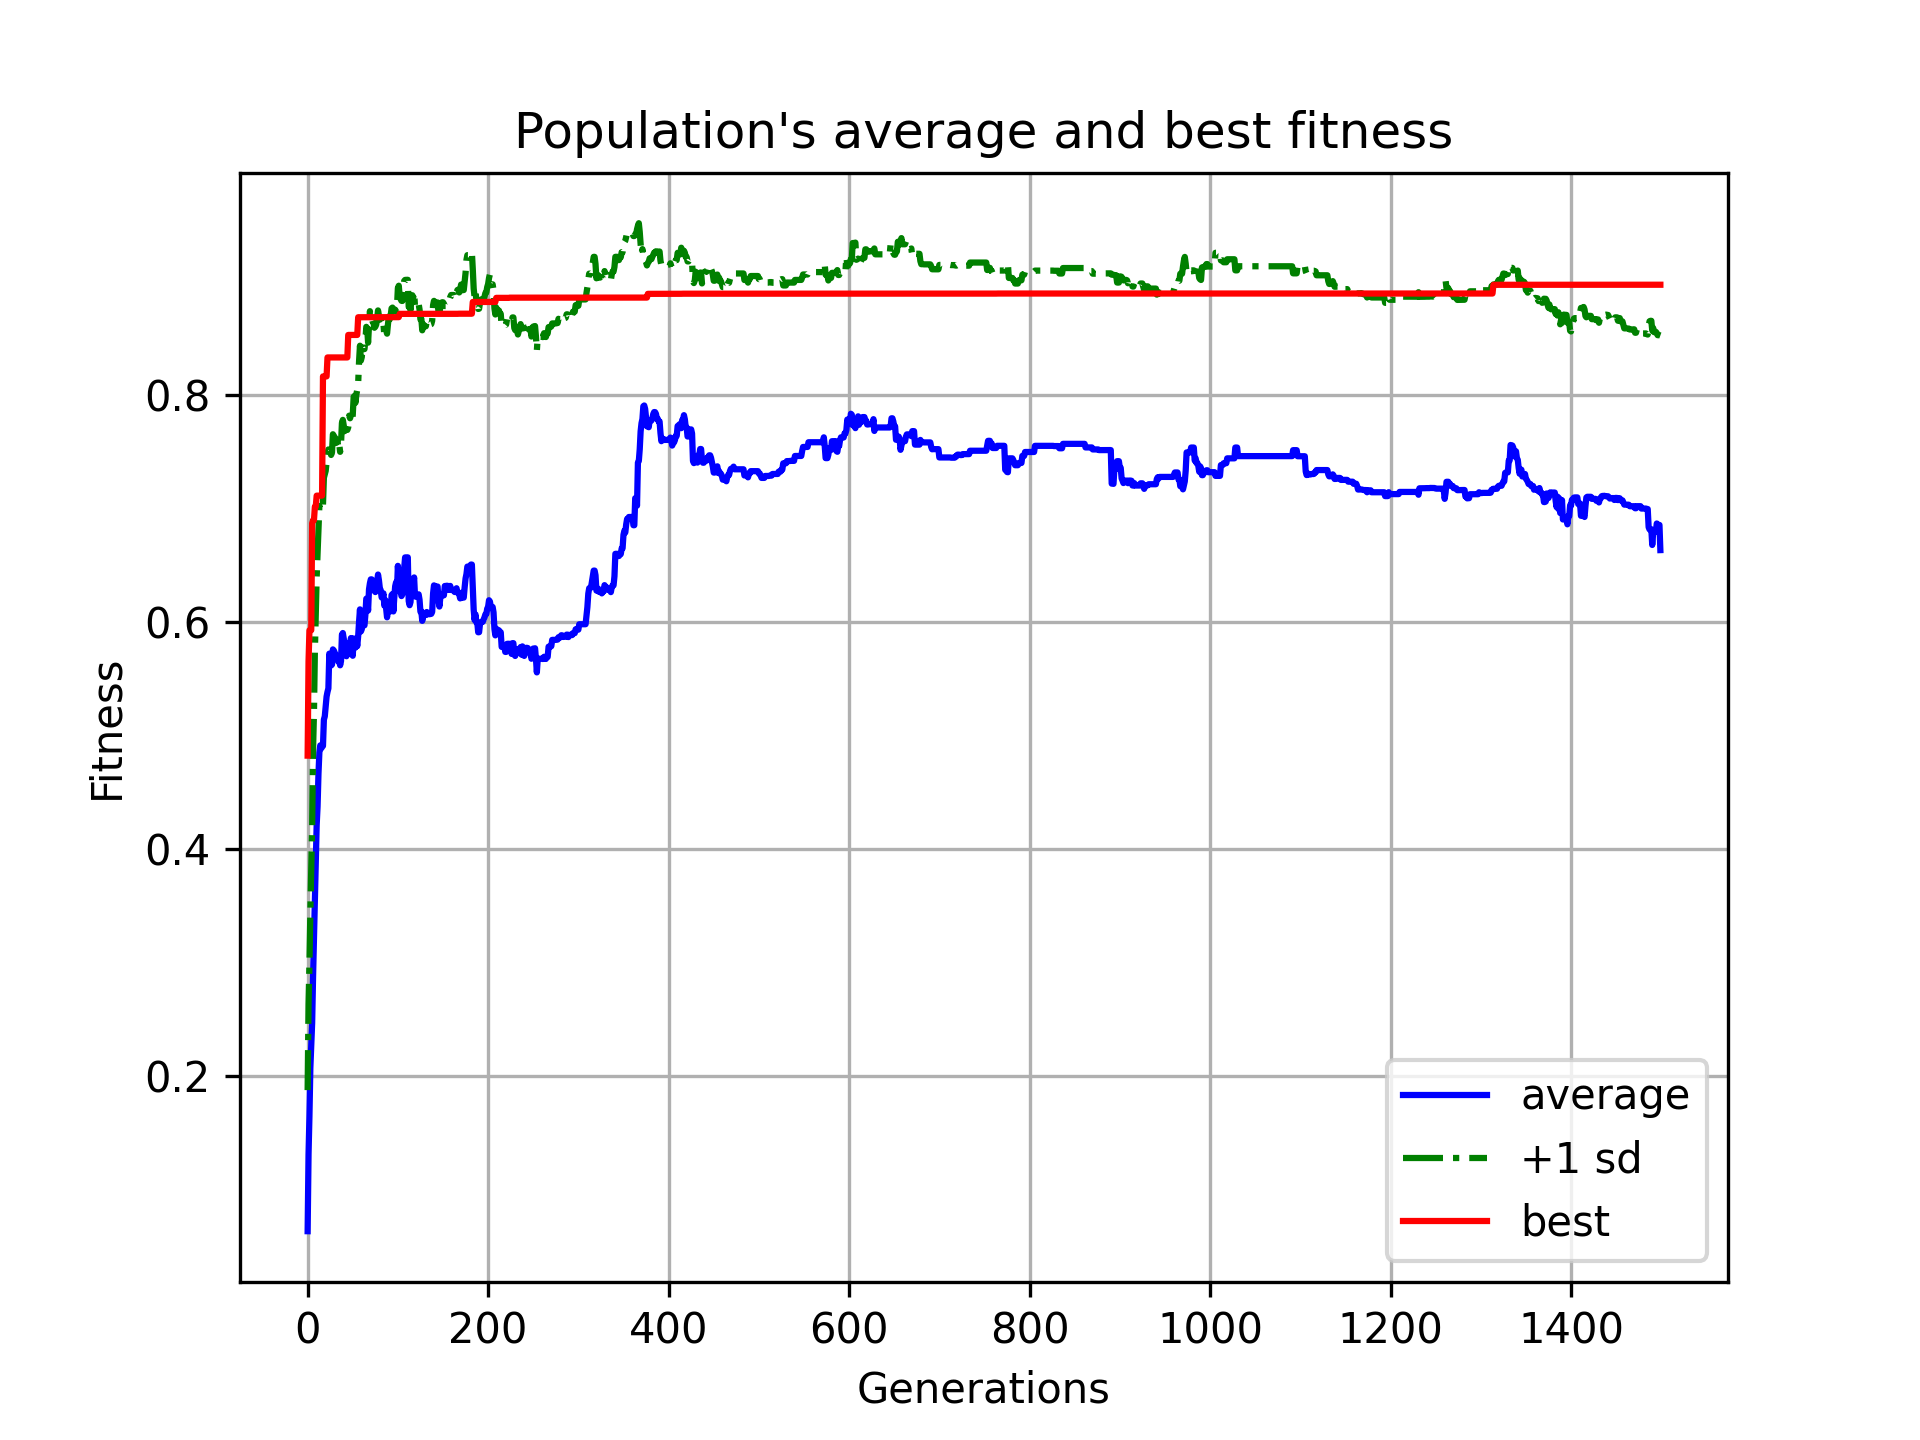 Population's average and best fitness
Fitness
0.8
0.6
0.4
0.2
average
+1 sd
best
0 200 400 600 800 1000 1200 1400
Generations